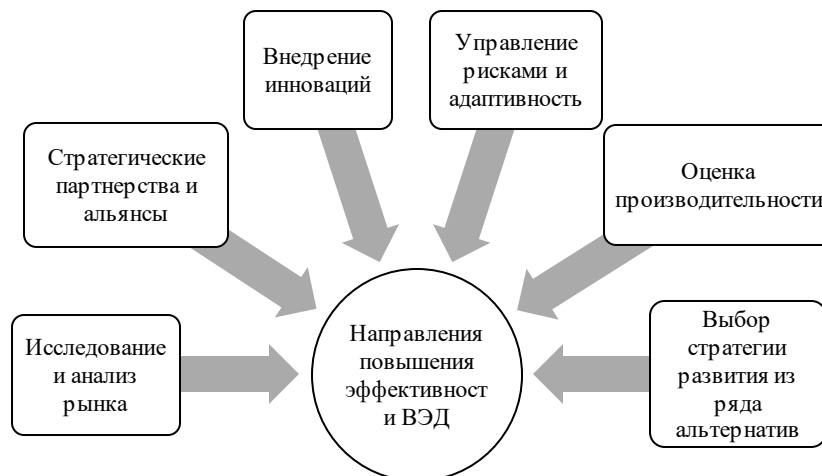 Внедрение
инноваций
Управление
рисками и
адаптивность
Стратегические
партнерства и
альянсы
Оценка
производительности
Исследование
и анализ
рынка
Направления
повышения
эффективност
и ВЭД
Выбор
стратегии
развития из
ряда
альтернатив